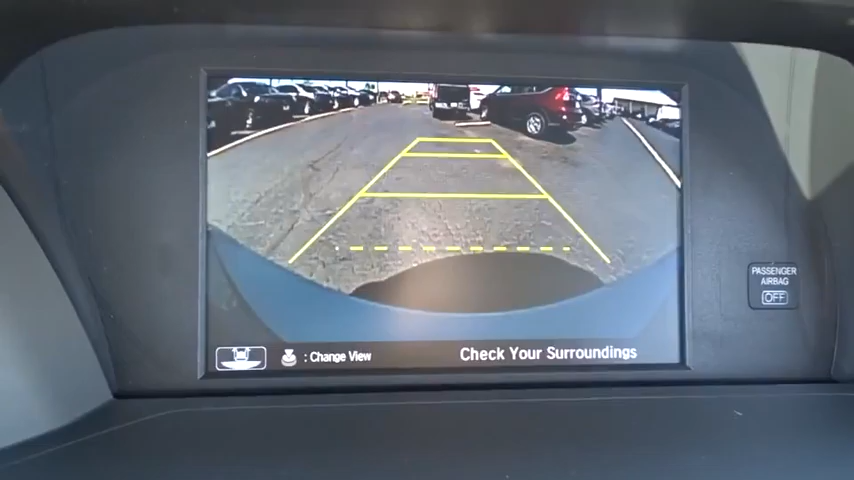 PASSENGER
AIRBAG
OFF
: Change View
Check Your Surroundings